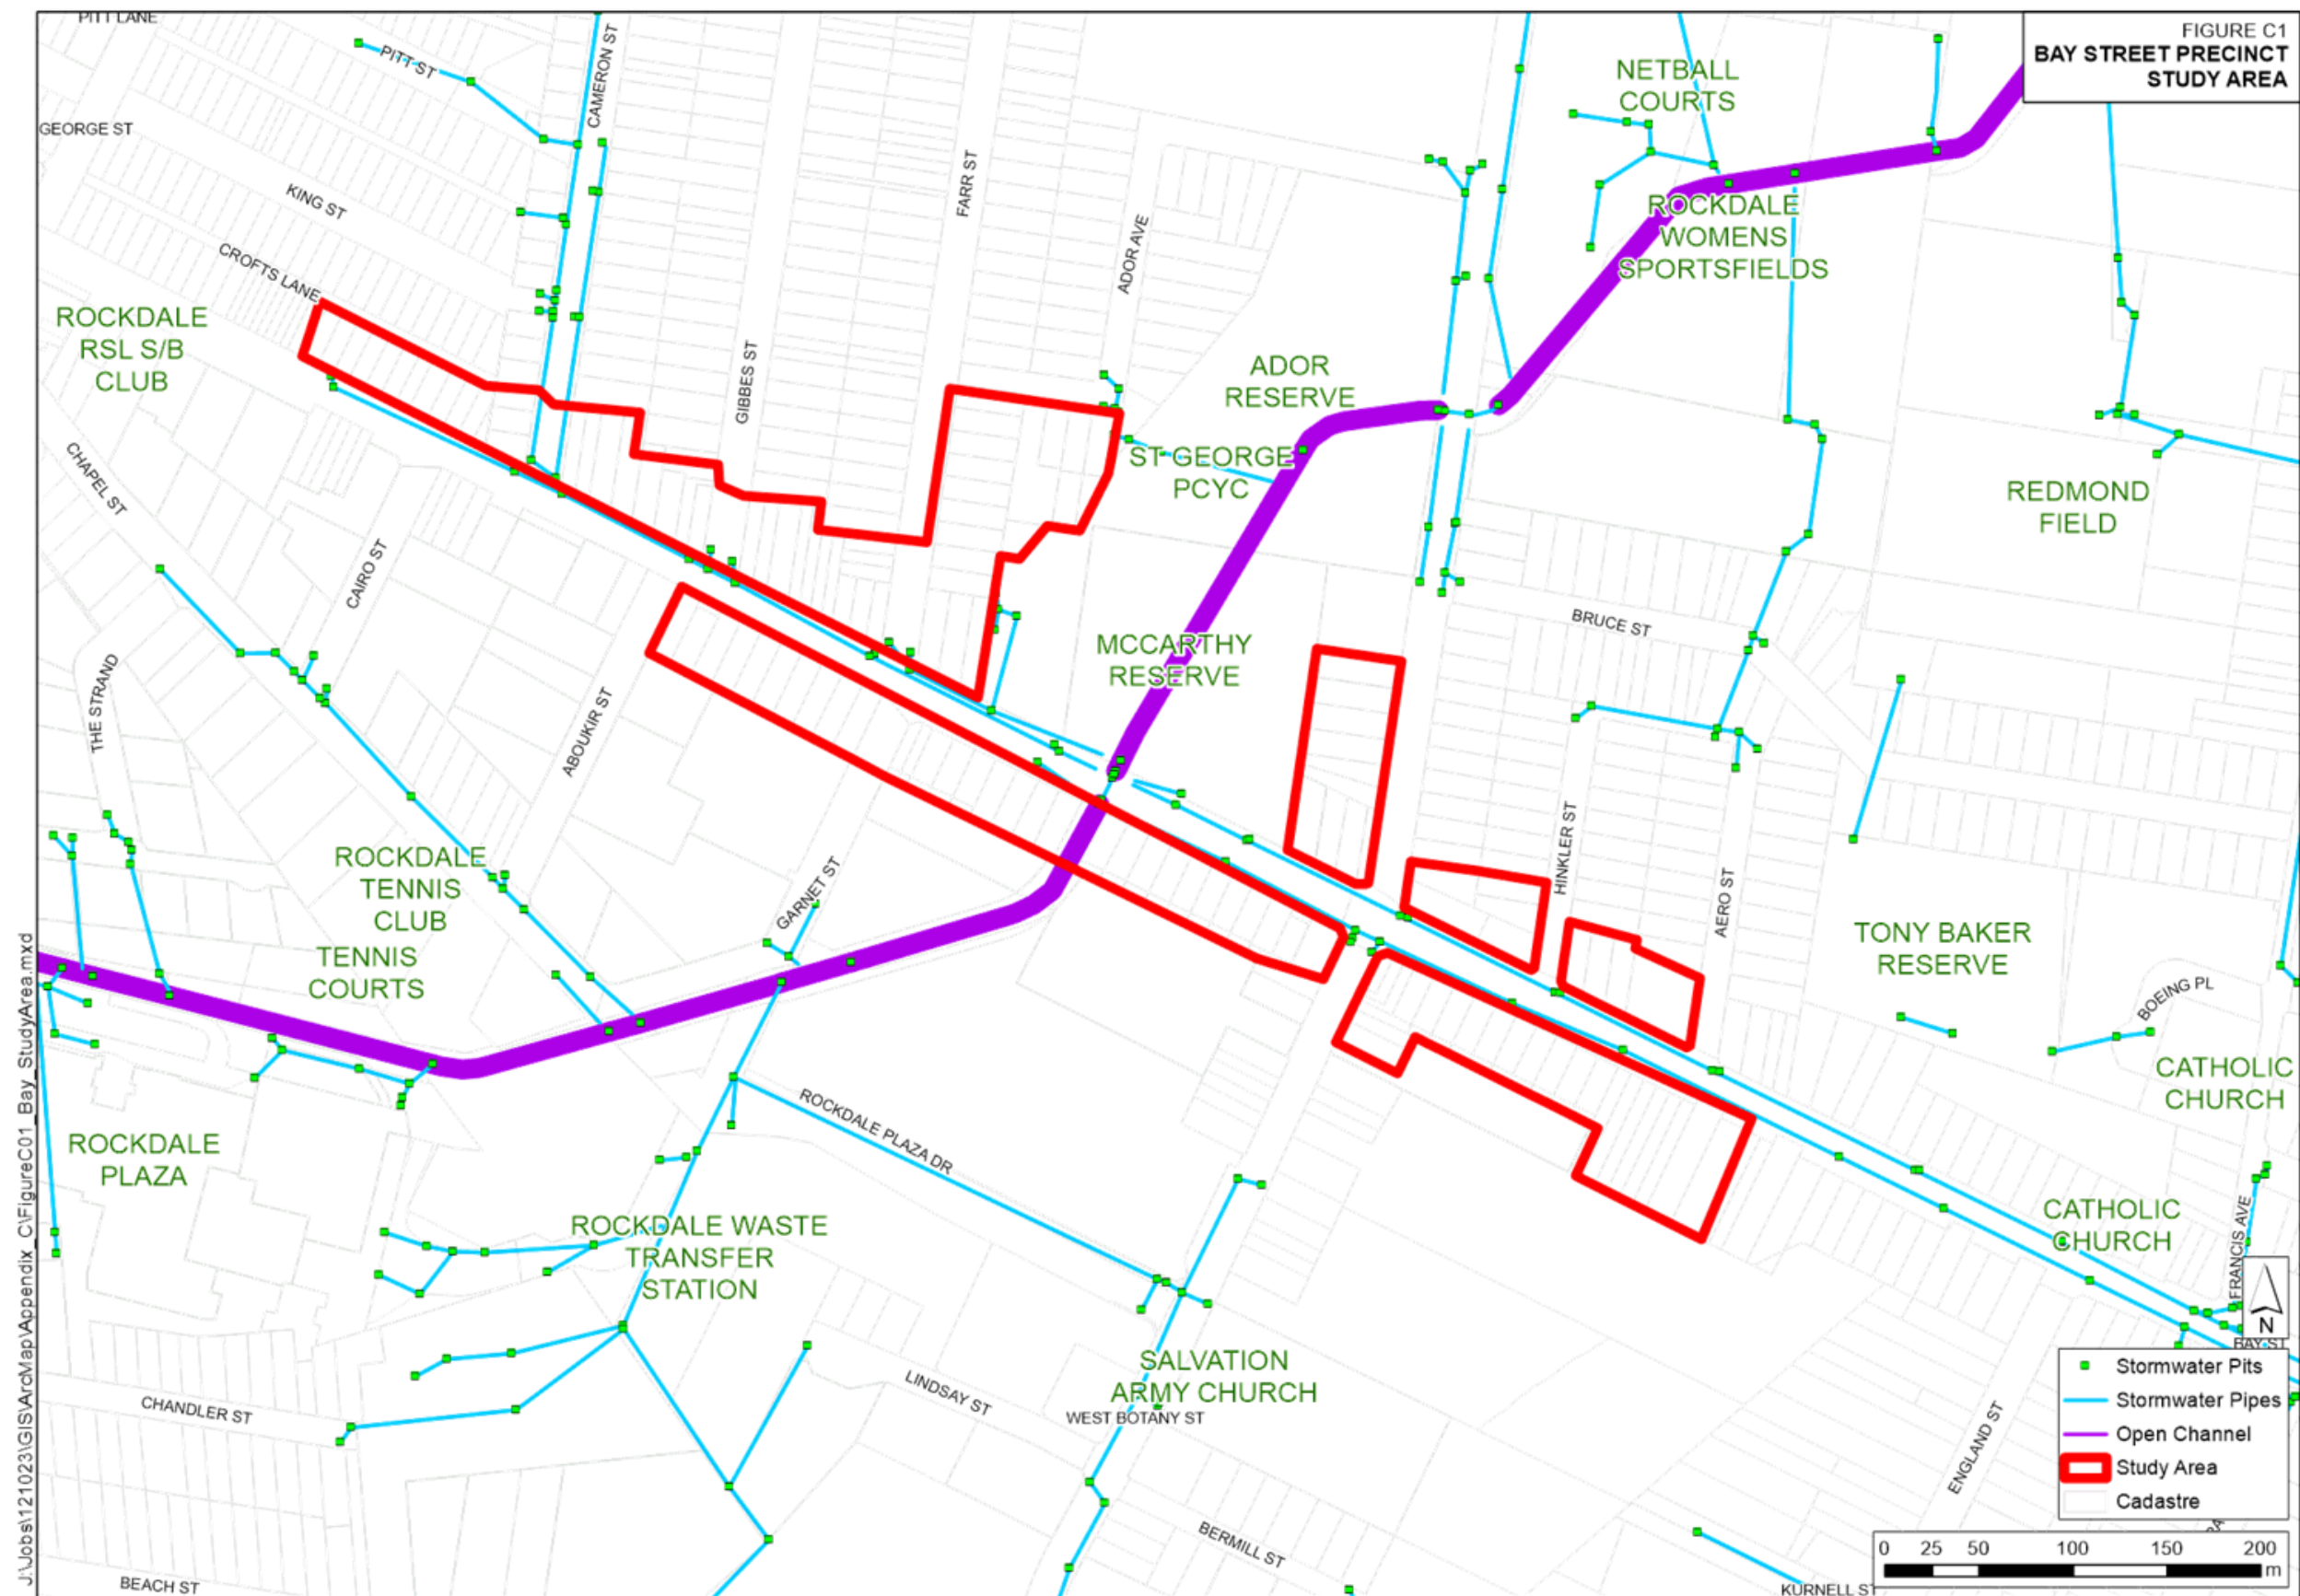 PITT LANE
FIGURE C1
BAY STREET PRECINCT
STUDY AREA
PITT ST
CAMERON ST
NETBALL
COURTS
GEORGE ST
KING ST
FARR ST
ADOR AVE
ROCKDALE
WOMENS
SPORTSFIELDS
CROFTS LANE
ROCKDALE
RSL S/B
CLUB
GIBBES ST
ADOR
RESERVE
CHAPEL ST
ST GEORGE
PCYC
REDMOND
FIELD
CAIRO ST
BRUCE ST
MCCARTHY
RESERVE
THE STRAND
ABOUKIR ST
HINKLER ST
ROCKDALE
TENNIS
CLUB
GARNET ST
AERO ST
TONY BAKER
RESERVE
TENNIS
COURTS
BOEING PL
CATHOLIC
CHURCH
ROCKDALE PLAZA DR
ROCKDALE
PLAZA
CATHOLIC
CHURCH
ROCKDALE WASTE
TRANSFER
STATION
FRANCIS AVE
N
BAY ST
SALVATION
ARMY CHURCH
LINDSAY ST
WEST BOTANY ST
CHANDLER ST
ENGLAND ST
BERMILL ST
BEACH ST
KURNELL ST
Stormwater Pits
Stormwater Pipes
Open Channel
Study Area
Cadastre
0 25 50 100 150 200
m
J:\Jobs\121023\GIS\ArcMap\Appendix_C\FigureC01_Bay_StudyArea.mxd